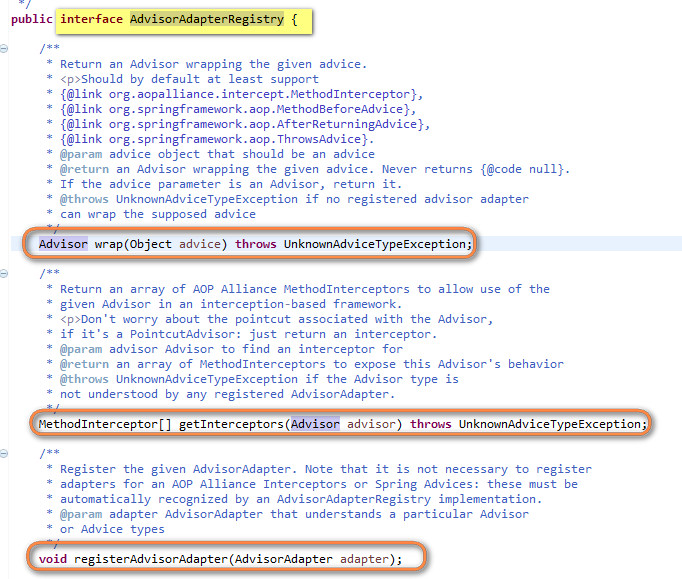 */
public interface AdvisorAdapterRegistry {
/**
* Return an Advisor wrapping the given advice.
* <p>Should by default at least support
* {@link org.aopalliance.intercept.MethodInterceptor},
* {@link org.springframework.aop.MethodBeforeAdvice},
* {@link org.springframework.aop.AfterReturningAdvice},
* {@link org.springframework.aop.ThrowsAdvice}.
* @param advice object that should be an advice
* @return an Advisor wrapping the given advice. Never returns {@code null}.
* If the advice parameter is an Advisor, return it.
* @throws UnknownAdviceTypeException if no registered advisor adapter
* can wrap the supposed advice
*/
Advisor wrap(Object advice) throws UnknownAdviceTypeException;
/**
* Return an array of AOP Alliance MethodInterceptors to allow use of the
* given Advisor in an interception-based framework.
* <p>Don't worry about the pointcut associated with the Advisor,
* if it's a PointcutAdvisor: just return an interceptor.
* @param advisor Advisor to find an interceptor for
* @return an array of MethodInterceptors to expose this Advisor's behavior
* @throws UnknownAdviceTypeException if the Advisor type is
* not understood by any registered AdvisorAdapter.
*/
MethodInterceptor[] getInterceptors(Advisor advisor) throws UnknownAdviceTypeException;
/**
* Register the given AdvisorAdapter. Note that it is not necessary to register
* adapters for an AOP Alliance Interceptors or Spring Advices: these must be
* automatically recognized by an AdvisorAdapterRegistry implementation.
* @param adapter AdvisorAdapter that understands a particular Advisor
* or Advice types
*/
void registerAdvisorAdapter(AdvisorAdapter adapter);